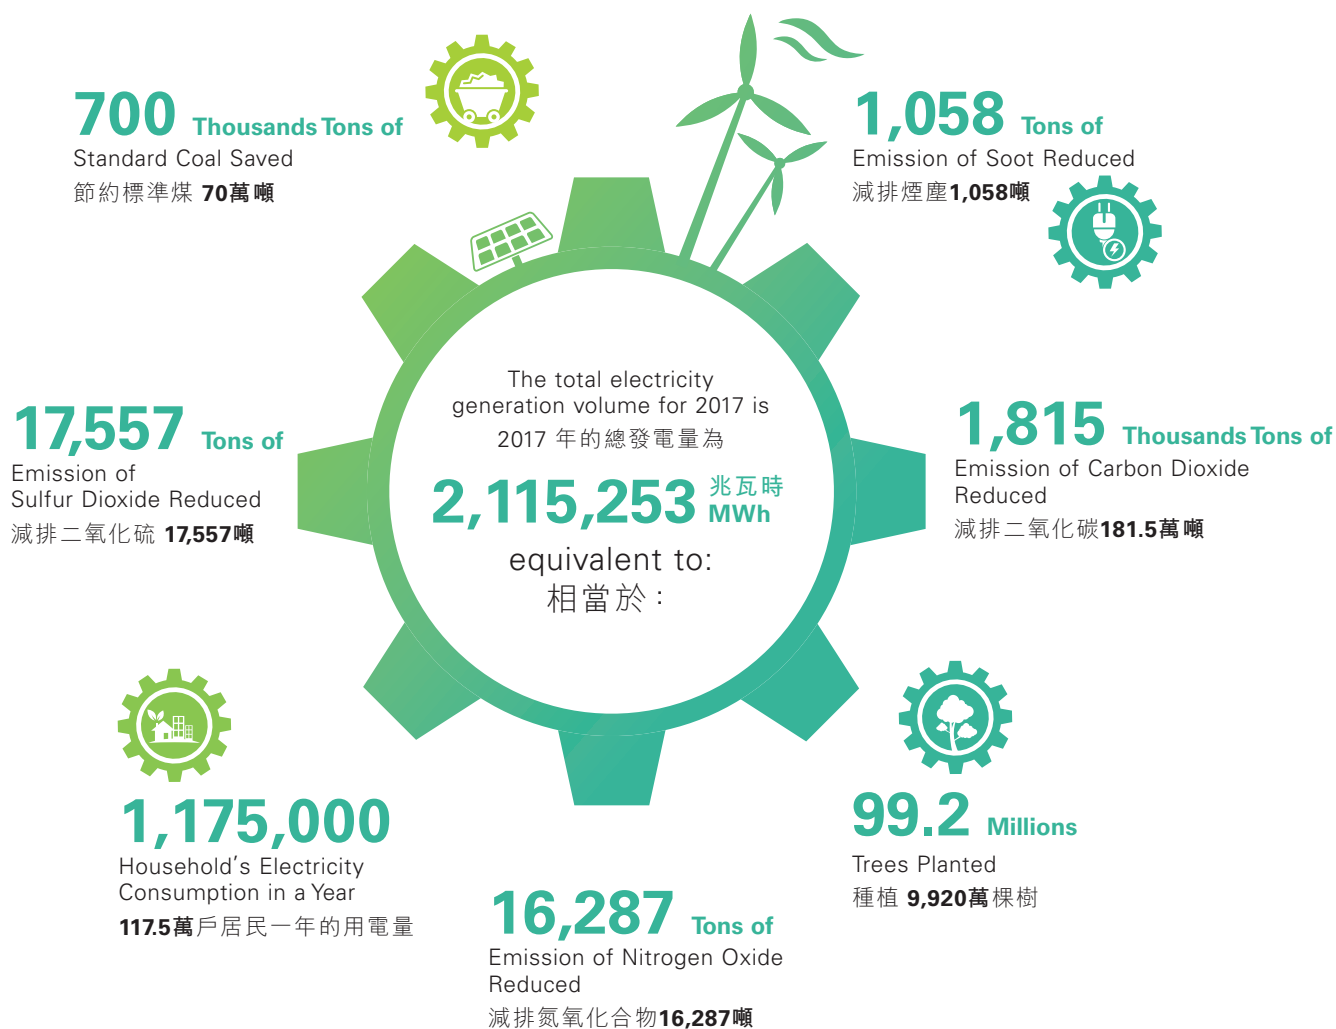 700 Thousands Tons of
Standard Coal Saved
節約標準煤 70萬噸
1,058 Tons of
Emission of Soot Reduced
減排煙塵1,058噸
17,557 Tons of
Emission of
Sulfur Dioxide Reduced
減排二氧化硫 17,557噸
The total electricity
generation volume for 2017 is
2017 年的總發電量為
2,115,253 兆瓦時
MWh
equivalent to:
相當於：
1,815 Thousands Tons of
Emission of Carbon Dioxide
Reduced
減排二氧化碳181.5萬噸
1,175,000
Household's Electricity
Consumption in a Year
117.5萬戶居民一年的用電量
16,287 Tons of
Emission of Nitrogen Oxide
Reduced
減排氮氧化合物16,287噸
99.2 Millions
Trees Planted
種植 9,920萬棵樹